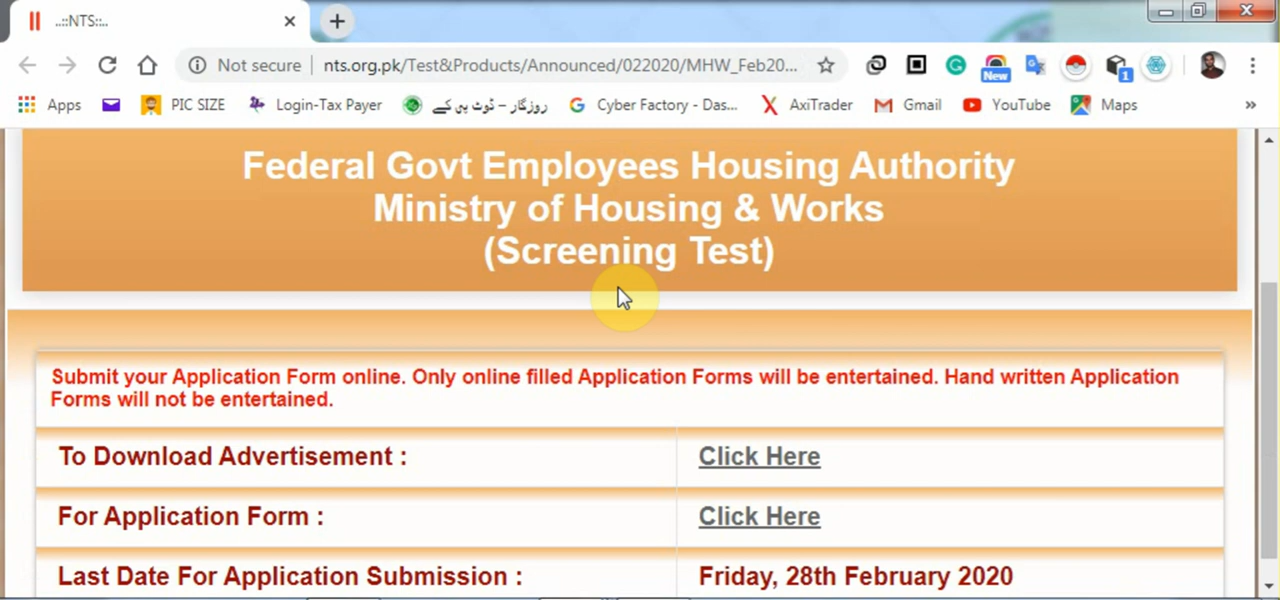 ..::NTS::..
Not secure nts.org.pk/Test&Products/Announced/022020/MHW_Feb20...
New
1
Apps PIC SIZE Login-Tax Payer روزگار – ڈوٹ پی کے Cyber Factory - Das... AxiTrader Gmail YouTube Maps »
Federal Govt Employees Housing Authority
Ministry of Housing & Works
(Screening Test)
Submit your Application Form online. Only online filled Application Forms will be entertained. Hand written Application
Forms will not be entertained.
To Download Advertisement : Click Here
For Application Form : Click Here
Last Date For Application Submission : Friday, 28th February 2020